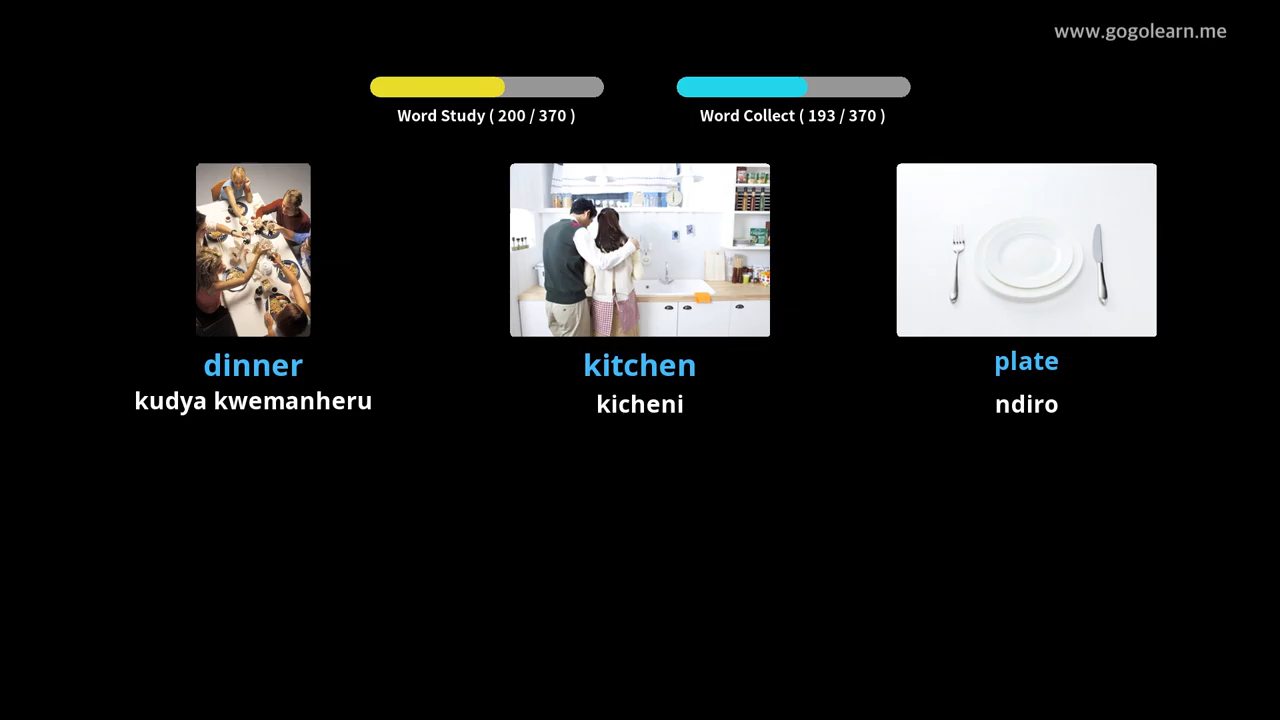 www.gogolearn.me
Word Study ( 200 / 370 )
Word Collect ( 193 / 370 )
dinner
kudya kwemanheru
kitchen
kicheni
plate
ndiro